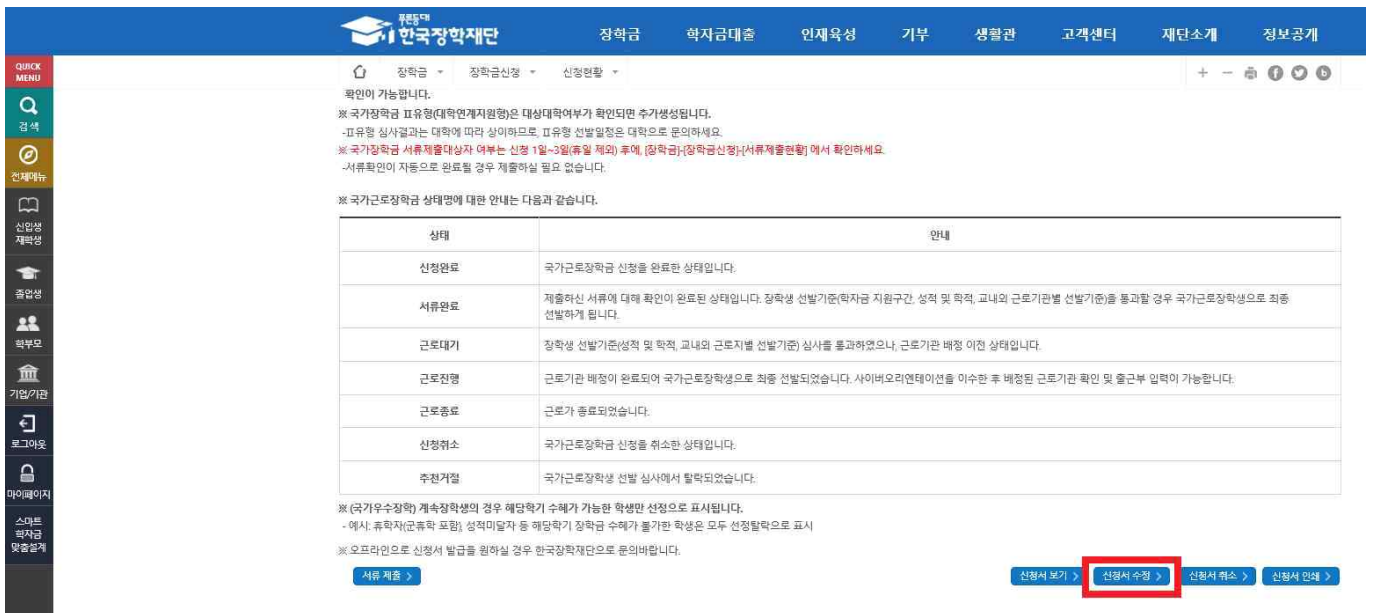 푸른등대
한국장학재단
장학금 학자금대출 인재육성 기부 생활관 고객센터 재단소개 정보공개
QUICK
MENU
검색
전체메뉴
신입생
재학생
졸업생
학부모
기업/기관
로그아웃
마이페이지
스마트
학자금
맞춤설계
장학금 장학금신청 신청현황
확인이 가능합니다.
※ 국가장학금 Ⅱ유형(대학연계지원형)은 대상대학여부가 확인되면 추가생성됩니다.
-Ⅱ유형 심사결과는 대학에 따라 상이하므로, Ⅱ유형 선발일정은 대학으로 문의하세요.
※ 국가장학금 서류제출대상자 여부는 신청 1일~3일(휴일 제외) 후에, [장학금]-[장학금신청]-[서류제출현황] 에서 확인하세요.
-서류확인이 자동으로 완료될 경우 제출하실 필요 없습니다.
※ 국가근로장학금 상태명에 대한 안내는 다음과 같습니다.
상태 안내
신청완료 국가근로장학금 신청을 완료한 상태입니다.
서류완료 제출하신 서류에 대해 확인이 완료된 상태입니다. 장학생 선발기준(학자금 지원구간, 성적 및 학적, 교내외 근로기관별 선발기준)을 통과할 경우 국가근로장학생으로 최종
선발하게 됩니다.
근로대기 장학생 선발기준(성적 및 학적, 교내외 근로지별 선발기준) 심사를 통과하였으나, 근로기관 배정 이전 상태입니다.
근로진행 근로기관 배정이 완료되어 국가근로장학생으로 최종 선발되었습니다. 사이버오리엔테이션을 이수한 후 배정된 근로기관 확인 및 출근부 입력이 가능합니다.
근로종료 근로가 종료되었습니다.
신청취소 국가근로장학금 신청을 취소한 상태입니다.
추천거절 국가근로장학생 선발 심사에서 탈락되었습니다.
※ (국가우수장학) 계속장학생의 경우 해당학기 수혜가 가능한 학생만 선정으로 표시됩니다.
- 예시: 휴학자(군휴학 포함), 성적미달자 등 해당학기 장학금 수혜가 불가한 학생은 모두 선정탈락으로 표시
※ 오프라인으로 신청서 발급을 원하실 경우 한국장학재단으로 문의바랍니다.
서류 제출 > 신청서 보기 > 신청서 수정 > 신청서 취소 > 신청서 인쇄 >